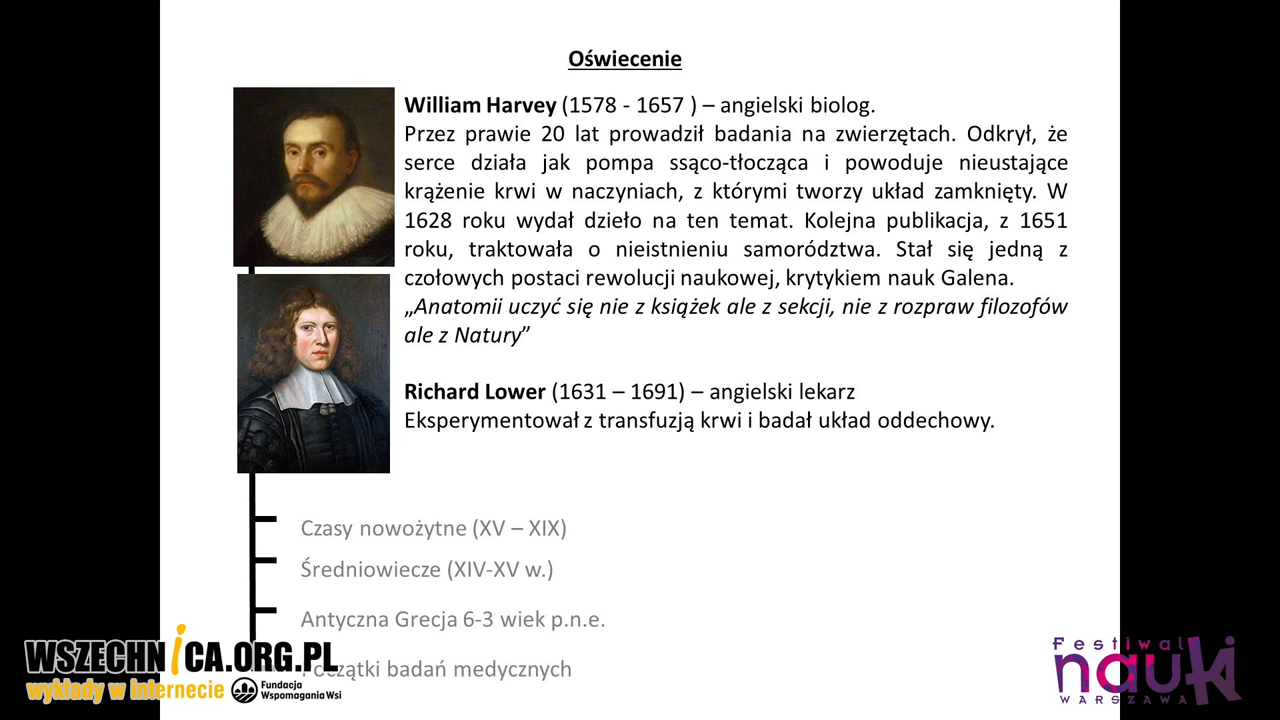 Oświecenie
William Harvey (1578 - 1657 ) – angielski biolog.
Przez prawie 20 lat prowadził badania na zwierzętach. Odkrył, że
serce działa jak pompa ssąco-tłocząca i powoduje nieustające
krążenie krwi w naczyniach, z którymi tworzy układ zamknięty. W
1628 roku wydał dzieło na ten temat. Kolejna publikacja, z 1651
roku, traktowała o nieistnieniu samorództwa. Stał się jedną z
czołowych postaci rewolucji naukowej, krytykiem nauk Galena.
„Anatomii uczyć się nie z książek ale z sekcji, nie z rozpraw filozofów
ale z Natury”
Richard Lower (1631 – 1691) – angielski lekarz
Eksperymentował z transfuzją krwi i badał układ oddechowy.
Czasy nowożytne (XV – XIX)
Średniowiecze (XIV-XV w.)
Antyczna Grecja 6-3 wiek p.n.e.
Początki badań medycznych
WSZECHNICA.ORG.PL
wykłady w internecie
Fundacja
Wspomagania Wsi
Festiwal
nauki
WARSZAWA